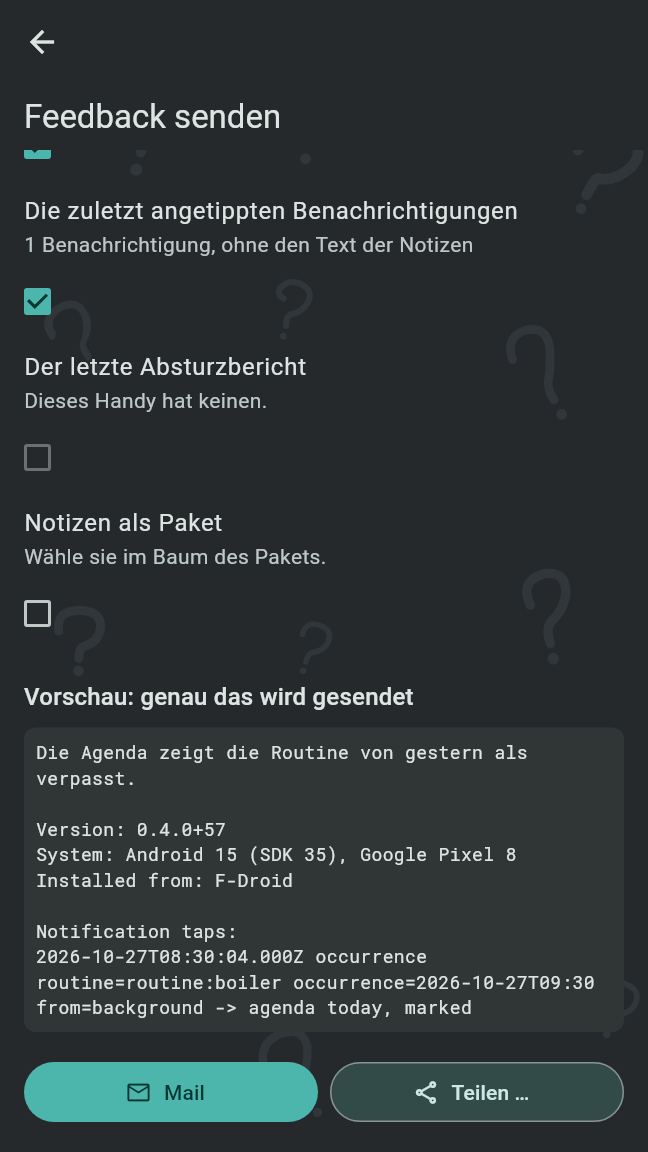 Feedback senden
Die zuletzt angetippten Benachrichtigungen
1 Benachrichtigung, ohne den Text der Notizen
Der letzte Absturzbericht
Dieses Handy hat keinen.
Notizen als Paket
Wähle sie im Baum des Pakets.
Vorschau: genau das wird gesendet
Die Agenda zeigt die Routine von gestern als
verpasst.
Version: 0.4.0+57
System: Android 15 (SDK 35), Google Pixel 8
Installed from: F-Droid
Notification taps:
2026-10-27T08:30:04.000Z occurrence
routine=routine:boiler occurrence=2026-10-27T09:30
from=background -> agenda today, marked
Mail
Teilen …